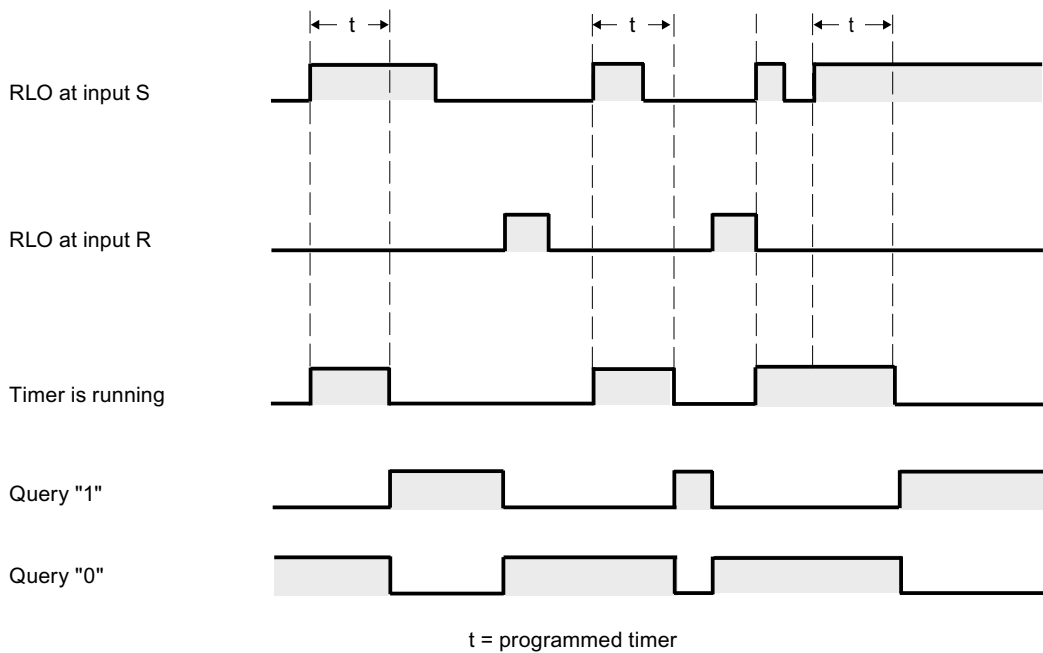 t
t
t
RLO at input S
RLO at input R
Timer is running
Query "1"
Query "0"
t = programmed timer